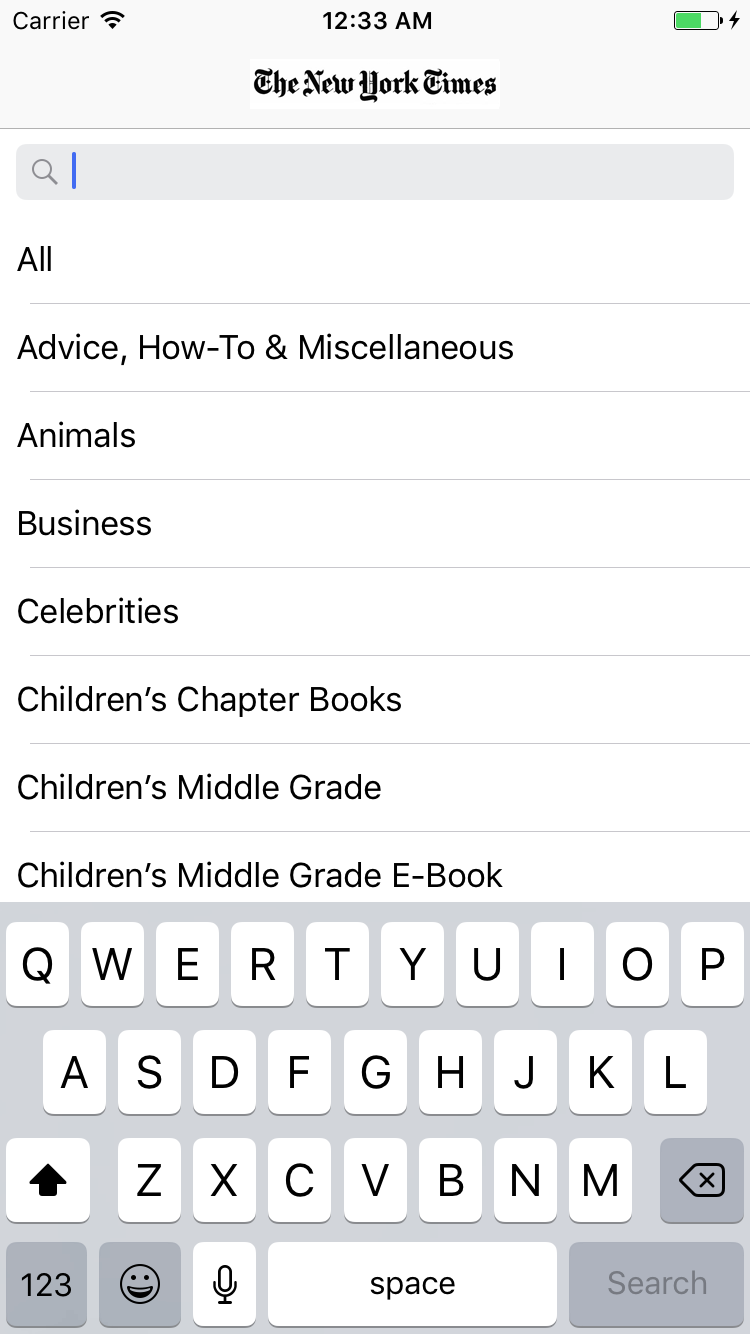 Carrier 12:33 AM
The New York Times
All
Advice, How-To & Miscellaneous
Animals
Business
Celebrities
Children’s Chapter Books
Children’s Middle Grade
Children’s Middle Grade E-Book
Q W E R T Y U I O P
A S D F G H J K L
Z X C V B N M
123 space Search